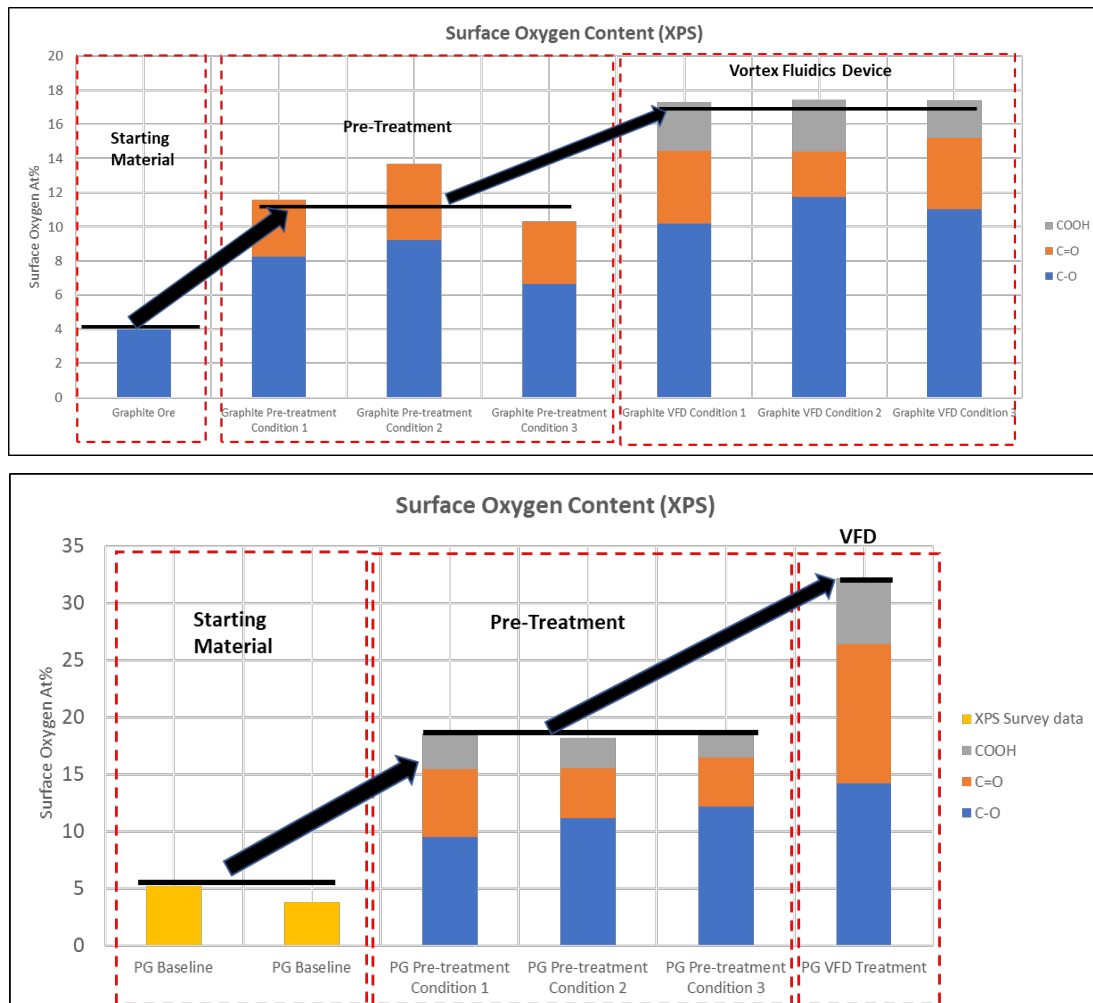 Surface Oxygen Content (XPS)
20
18
16
14
12
10
8
6
4
2
0
Surface Oxygen At%
Starting
Material
Pre-Treatment
Vortex Fluidics Device
COOH
C=O
C-O
Graphite Ore
Graphite Pre-treatment
Condition 1
Graphite Pre-treatment
Condition 2
Graphite Pre-treatment
Condition 3
Graphite VFD Condition 1
Graphite VFD Condition 2
Graphite VFD Condition 3
Surface Oxygen Content (XPS)
35
30
25
20
15
10
5
0
Surface Oxygen At%
Starting
Material
Pre-Treatment
VFD
XPS Survey data
COOH
C=O
C-O
PG Baseline
PG Baseline
PG Pre-treatment
Condition 1
PG Pre-treatment
Condition 2
PG Pre-treatment
Condition 3
PG VFD Treatment